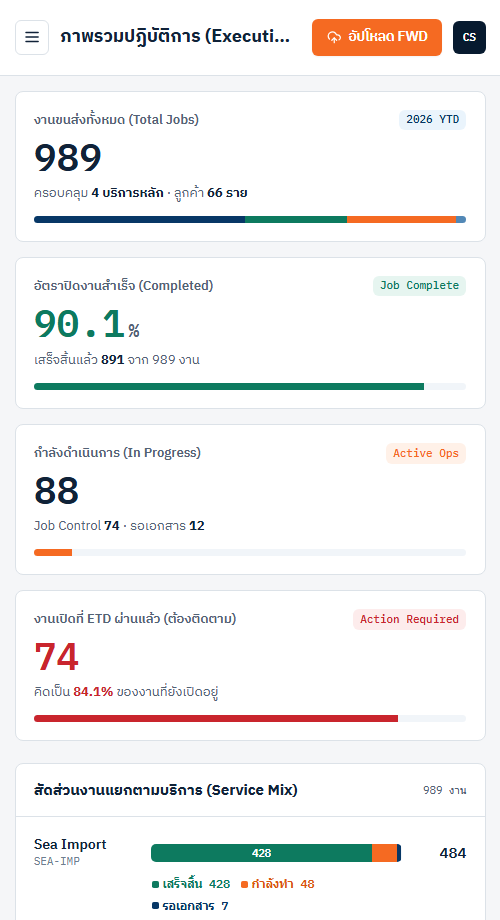 ภาพรวมปฏิบัติการ (Executi...
อัปโหลด FWD
CS
งานขนส่งทั้งหมด (Total Jobs)
2026 YTD
989
ครอบคลุม 4 บริการหลัก · ลูกค้า 66 ราย
อัตราปิดงานสำเร็จ (Completed)
Job Complete
90.1%
เสร็จสิ้นแล้ว 891 จาก 989 งาน
กำลังดำเนินการ (In Progress)
Active Ops
88
Job Control 74 · รอเอกสาร 12
งานเปิดที่ ETD ผ่านแล้ว (ต้องติดตาม)
Action Required
74
คิดเป็น 84.1% ของงานที่ยังเปิดอยู่
สัดส่วนงานแยกตามบริการ (Service Mix)
989 งาน
Sea Import
SEA-IMP
428
484
เสร็จสิ้น 428 กำลังทำ 48
รอเอกสาร 7